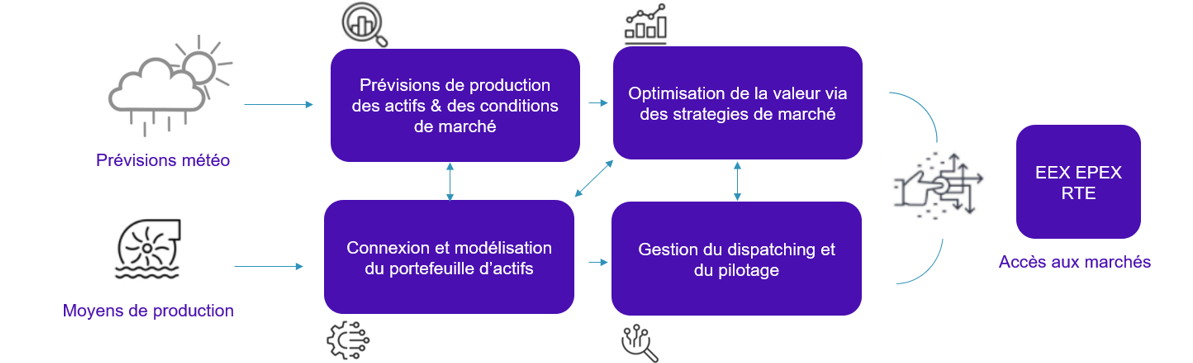 Prévisions météo
Prévisions de production
des actifs & des conditions
de marché
Optimisation de la valeur via
des strategies de marché
Moyens de production
Connexion et modélisation
du portefeuille d'actifs
Gestion du dispatching et
du pilotage
EEX EPEX
RTE
Accès aux marchés